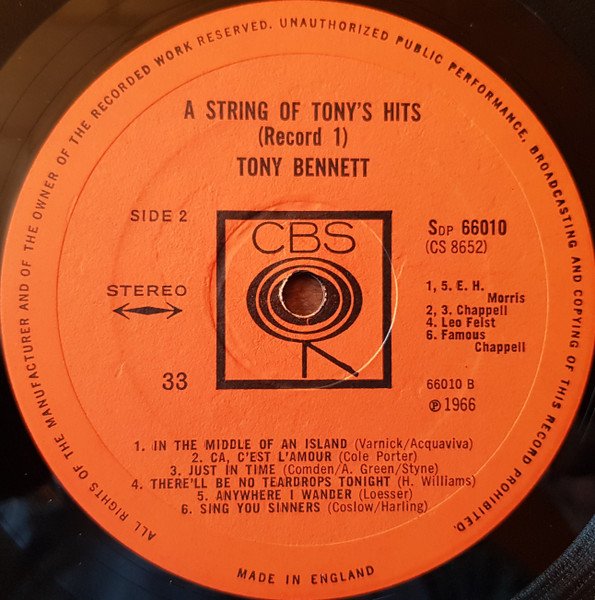 ALL RIGHTS OF THE MANUFACTURER AND OF THE OWNER OF THE RECORDED WORK RESERVED. UNAUTHORIZED PUBLIC PERFORMANCE, BROADCASTING AND COPYING OF THIS RECORD PROHIBITED.
A STRING OF TONY'S HITS
(Record 1)
TONY BENNETT
SIDE 2
STEREO
33
CBS
SDP 66010
(CS 8652)
1, 5. E. H.
Morris
2, 3. Chappell
4. Leo Feist
6. Famous
Chappell
66010 B
℗ 1966
1. IN THE MIDDLE OF AN ISLAND (Varnick/Acquaviva)
2. CA, C'EST L'AMOUR (Cole Porter)
3. JUST IN TIME (Comden/A. Green/Styne)
4. THERE'LL BE NO TEARDROPS TONIGHT (H. Williams)
5. ANYWHERE I WANDER (Loesser)
6. SING YOU SINNERS (Coslow/Harling)
MADE IN ENGLAND